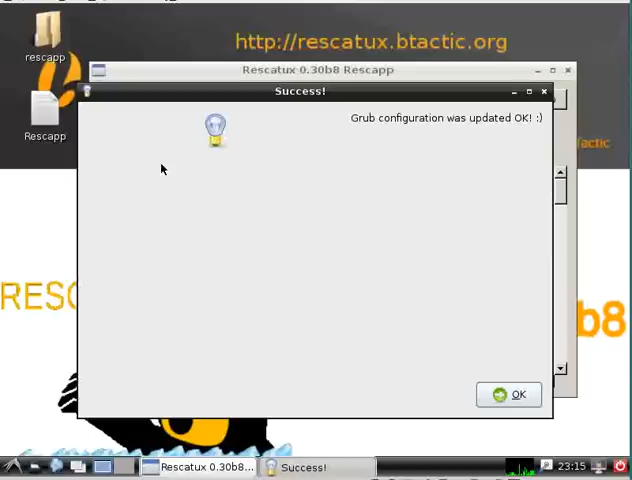 http://rescatux.btactic.org
rescapp
Rescatux 0.30b8 Rescapp
Success!
Grub configuration was updated OK! :)
Rescapp
actic
RESC
b8
OK
Rescatux 0.30b8...
Success!
23:15